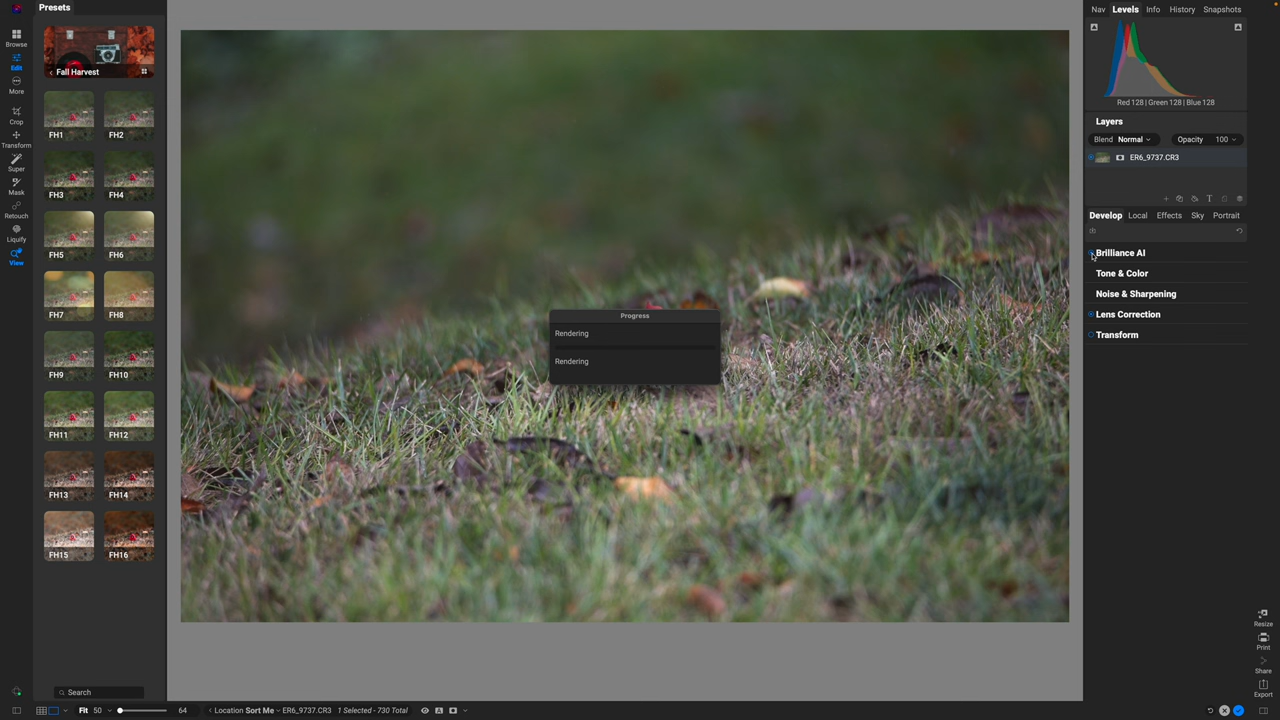 Presets
Nav Levels Info History Snapshots
Browse
Edit
More
Crop
Transform
Super
Mask
Retouch
Liquify
View
Fall Harvest
FH1 FH2
FH3 FH4
FH5 FH6
FH7 FH8
FH9 FH10
FH11 FH12
FH13 FH14
FH15 FH16
Search
Progress
Rendering
Rendering
Red 128 | Green 128 | Blue 128
Layers
Blend Normal Opacity 100
ER6_9737.CR3
T
Develop Local Effects Sky Portrait
Brilliance AI
Tone & Color
Noise & Sharpening
Lens Correction
Transform
Resize
Print
Share
Export
Fit 50 64 Location Sort Me ER6_9737.CR3 1 Selected - 730 Total A